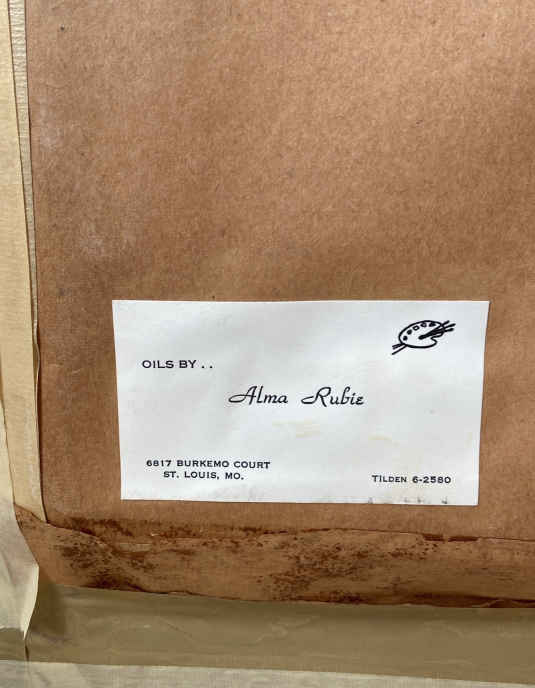 OILS BY . .
Alma Rubie
6817 BURKEMO COURT
ST. LOUIS, MO.
TILDEN 6-2580